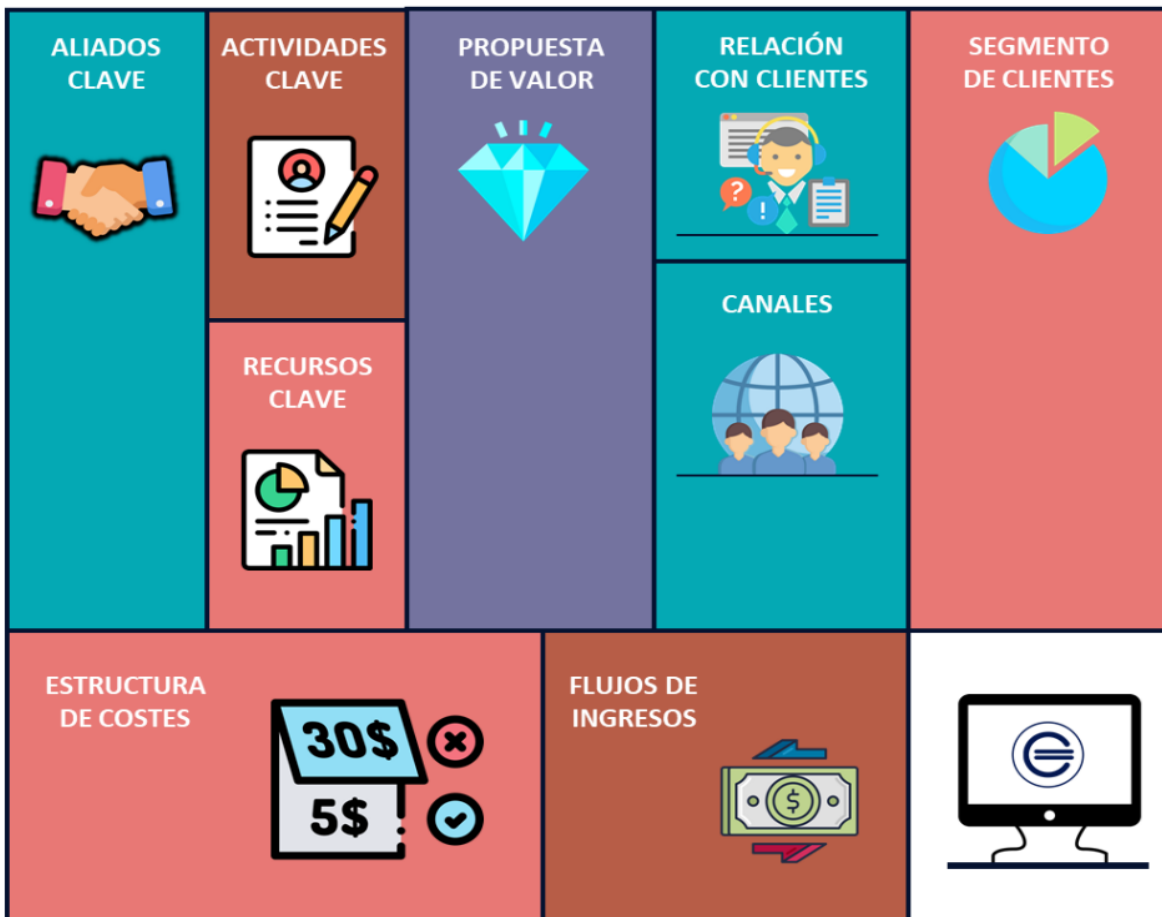 ALIADOS
CLAVE
ACTIVIDADES
CLAVE
PROPUESTA
DE VALOR
RELACIÓN
CON CLIENTES
SEGMENTO
DE CLIENTES
?
!
CANALES
RECURSOS
CLAVE
ESTRUCTURA
DE COSTES
30$
5$
FLUJOS DE
INGRESOS
$